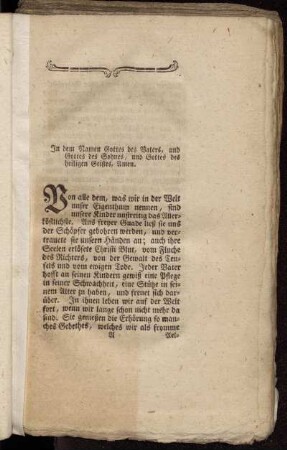 In dem Namen Gottes des Vaters, und
Gottes des Sohnes, und Gottes des
heiligen Geistes, Amen.
Von alle dem, was wir in der Welt
unser Eigenthum nennen, sind
unsere Kinder unstreitig das Aller-
köstlichste. Aus freyer Gnade ließ sie uns
der Schöpfer gebohren werden, und ver-
trauete sie unsern Händen an; auch ihre
Seelen erlösete Christi Blut, vom Fluche
des Richters, von der Gewalt des Teu-
fels und vom ewigen Tode. Jeder Vater
hofft an seinen Kindern gewiß eine Pflege
in seiner Schwachheit, eine Stütze in sei-
nem Alter zu haben, und freuet sich dar-
über. In ihnen leben wir auf der Welt
fort, wenn wir lange schon nicht mehr da
sind. Sie genießen die Erhörung so man-
ches Gebethes, welches wir als fromme